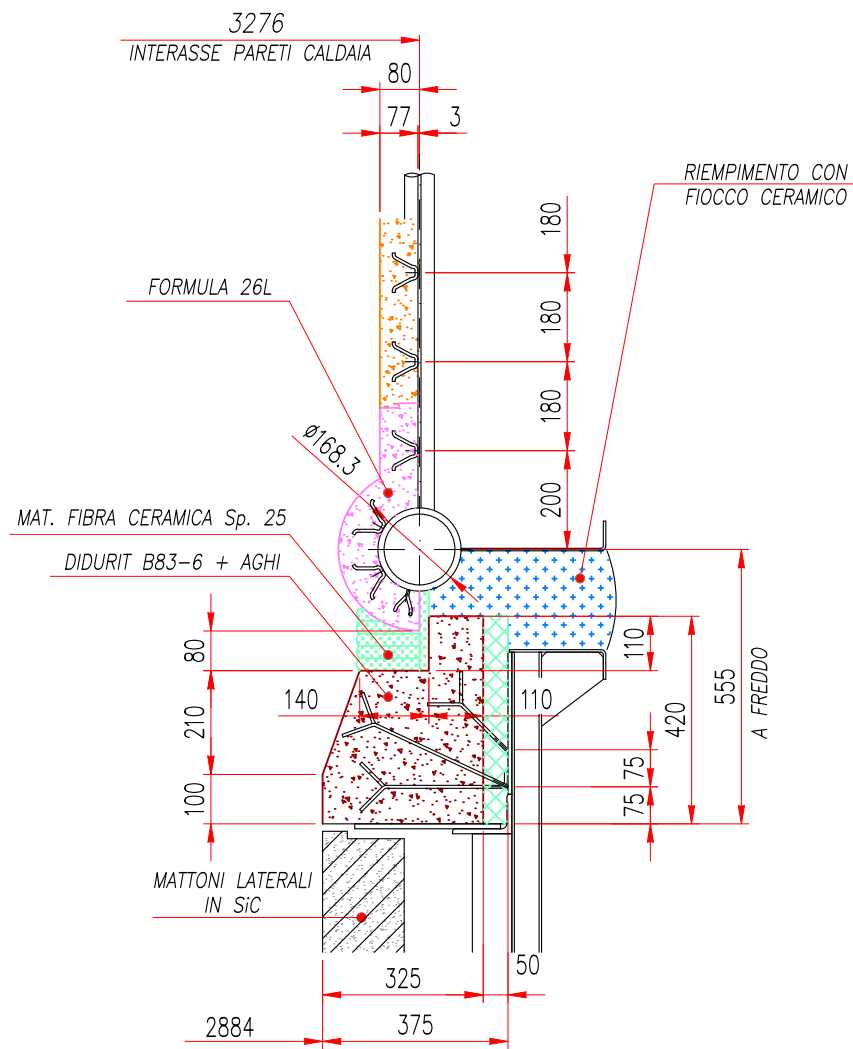 3276
INTERASSE PARETI CALDAIA
80
77
3
RIEMPIMENTO CON
FIOCCO CERAMICO
180
FORMULA 26L
180
180
ø168.3
200
MAT. FIBRA CERAMICA Sp. 25
DIDURIT B83-6 + AGHI
80
110
555
A FREDDO
140
110
210
420
75
100
75
MATTONI LATERALI
IN SiC
325
50
2884
375